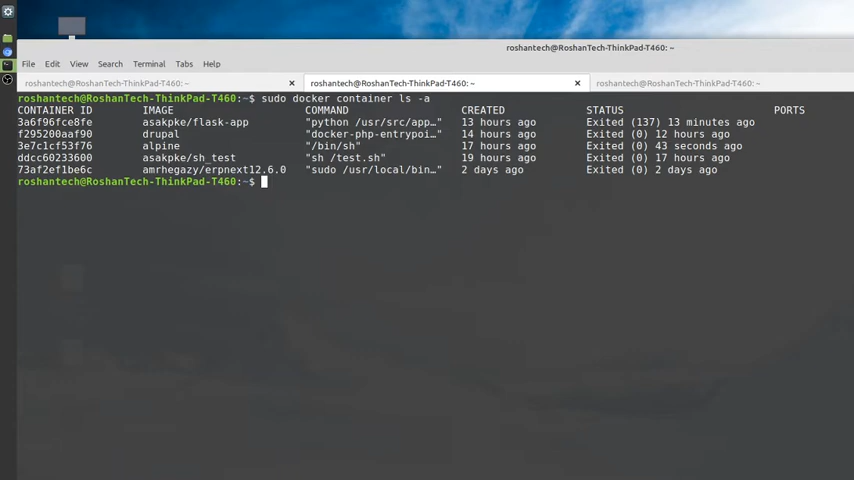 roshantech@RoshanTech-ThinkPad-T460: ~
File Edit View Search Terminal Tabs Help
roshantech@RoshanTech-ThinkPad-T460: ~ × roshantech@RoshanTech-ThinkPad-T460: ~ × roshantech@RoshanTech-ThinkPad-T460: ~
roshantech@RoshanTech-ThinkPad-T460:~$ sudo docker container ls -a
CONTAINER ID IMAGE COMMAND CREATED STATUS PORTS
3a6f96fce8fe asakpke/flask-app "python /usr/src/app…" 13 hours ago Exited (137) 13 minutes ago
f295200aaf90 drupal "docker-php-entrypoi…" 14 hours ago Exited (0) 12 hours ago
3e7c1cf53f76 alpine "/bin/sh" 17 hours ago Exited (0) 43 seconds ago
ddcc60233600 asakpke/sh_test "sh /test.sh" 19 hours ago Exited (0) 17 hours ago
73af2ef1be6c amrhegazy/erpnext12.6.0 "sudo /usr/local/bin…" 2 days ago Exited (0) 2 days ago
roshantech@RoshanTech-ThinkPad-T460:~$